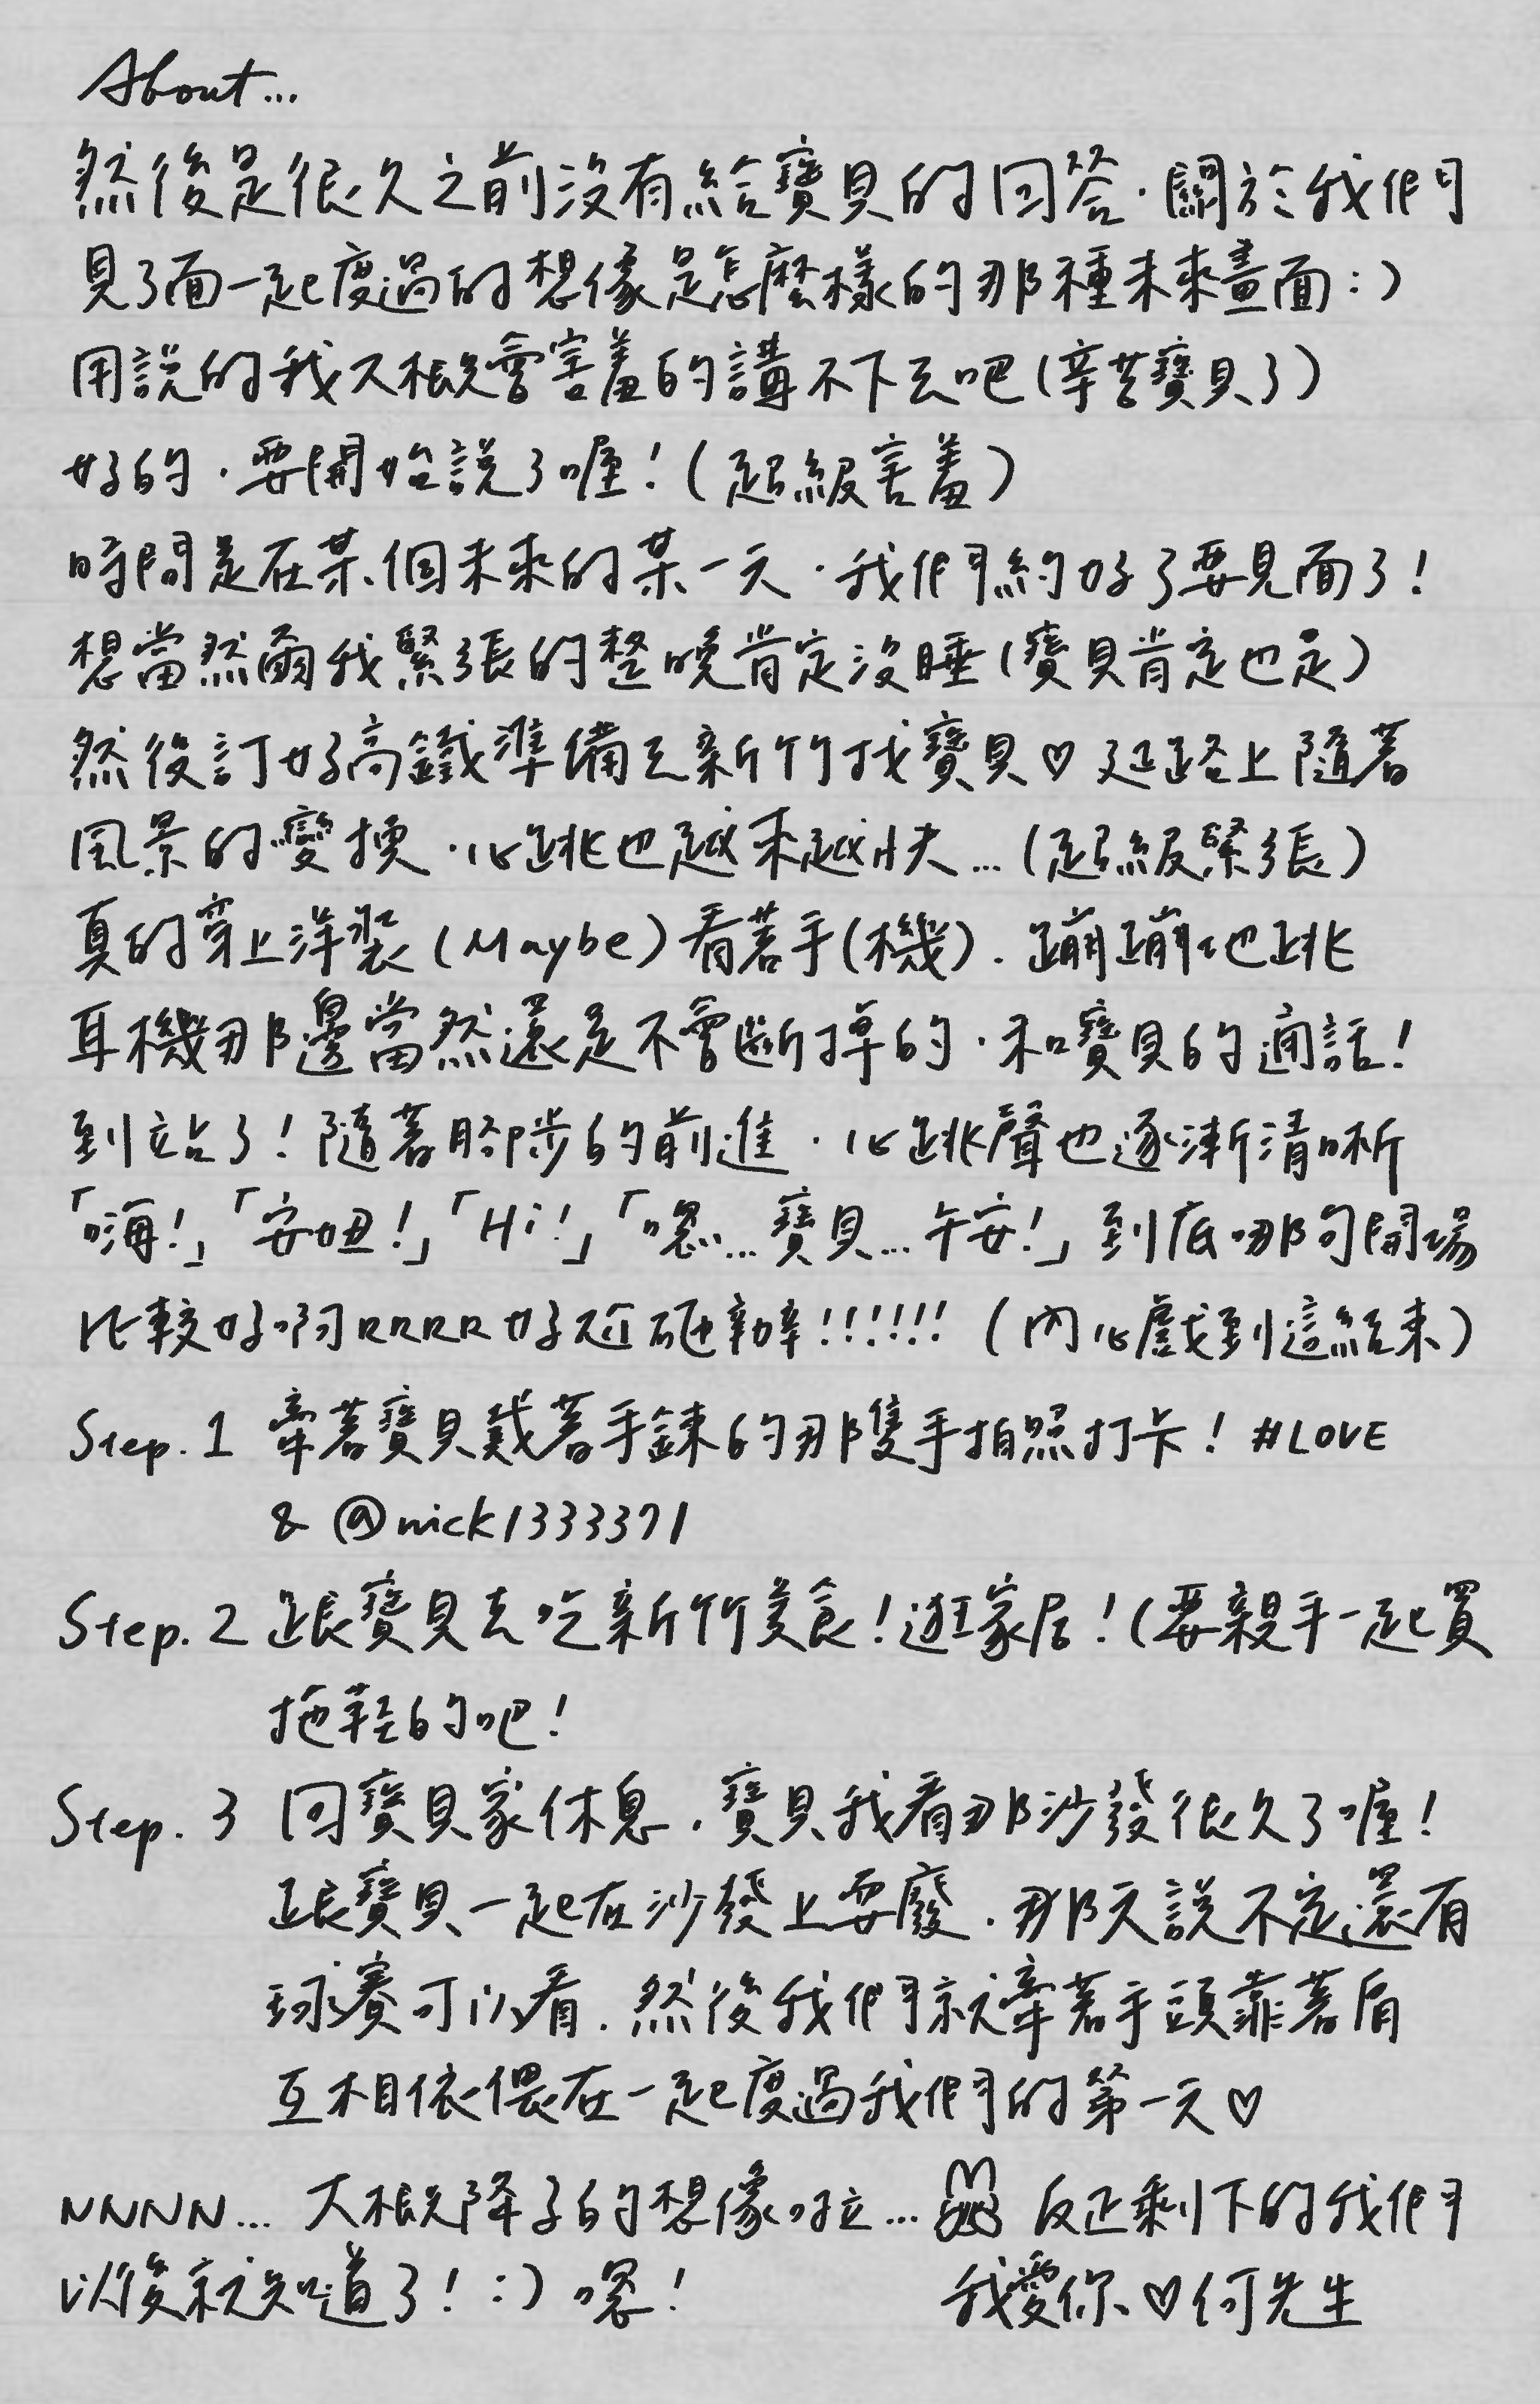 About...
然後是很久之前沒有給寶貝的回答．關於我們
見了面一起度過的想像是怎麼樣的那種未來畫面：）
用說的我大概會害羞的講不下去吧（辛苦寶貝了）
好的．要開始說了喔！（超級害羞）
時間是在某個未來的某一天．我們約好了要見面了！
想當然爾我緊張的整晚肯定沒睡（寶貝肯定也是）
然後訂好高鐵準備去新竹找寶貝♡ 延路上隨著
風景的變換．心跳也越來越快...（超級緊張）
真的穿上洋裝（Maybe）看著手（機）．蹦蹦地跳
耳機那邊當然還是不會斷掉的．和寶貝的通話！
到站了！隨著腳步的前進．心跳聲也逐漸清晰
「嗨！」「安妞！」「Hi！」「嗯...寶貝...午安！」到底哪句開場
比較好啊RRRR好尬砸辦!!!!!!（內心戲到這結束）
Step. 1 牽著寶貝戴著手鍊的那隻手拍照打卡！#LOVE
& @nick1333371
Step. 2 跟寶貝去吃新竹美食！逛家居！（要親手一起買
拖鞋的吧！
Step. 3 回寶貝家休息．寶貝我看那沙發很久了喔！
跟寶貝一起在沙發上耍廢．那天說不定還有
球賽可以看．然後我們就牽著手頭靠著肩
互相依偎在一起度過我們的第一天♡
NNNN... 大概降子的想像啦... 反正剩下的我們
以後就知道了！：）嗯！ 我愛你♡何先生